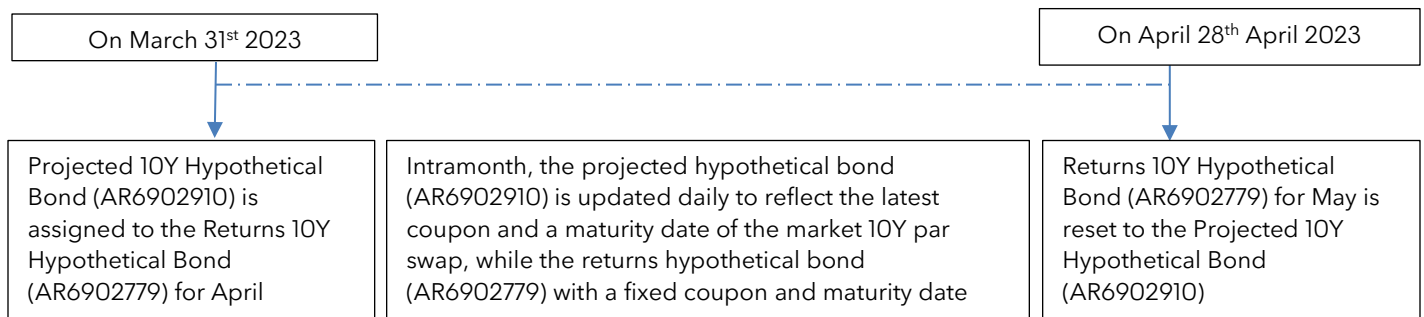 On March 31st 2023
On April 28th April 2023
Projected 10Y Hypothetical
Bond (AR6902910) is
assigned to the Returns 10Y
Hypothetical Bond
(AR6902779) for April
Intramonth, the projected hypothetical bond
(AR6902910) is updated daily to reflect the latest
coupon and a maturity date of the market 10Y par
swap, while the returns hypothetical bond
(AR6902779) with a fixed coupon and maturity date
Returns 10Y Hypothetical
Bond (AR6902779) for May is
reset to the Projected 10Y
Hypothetical Bond
(AR6902910)